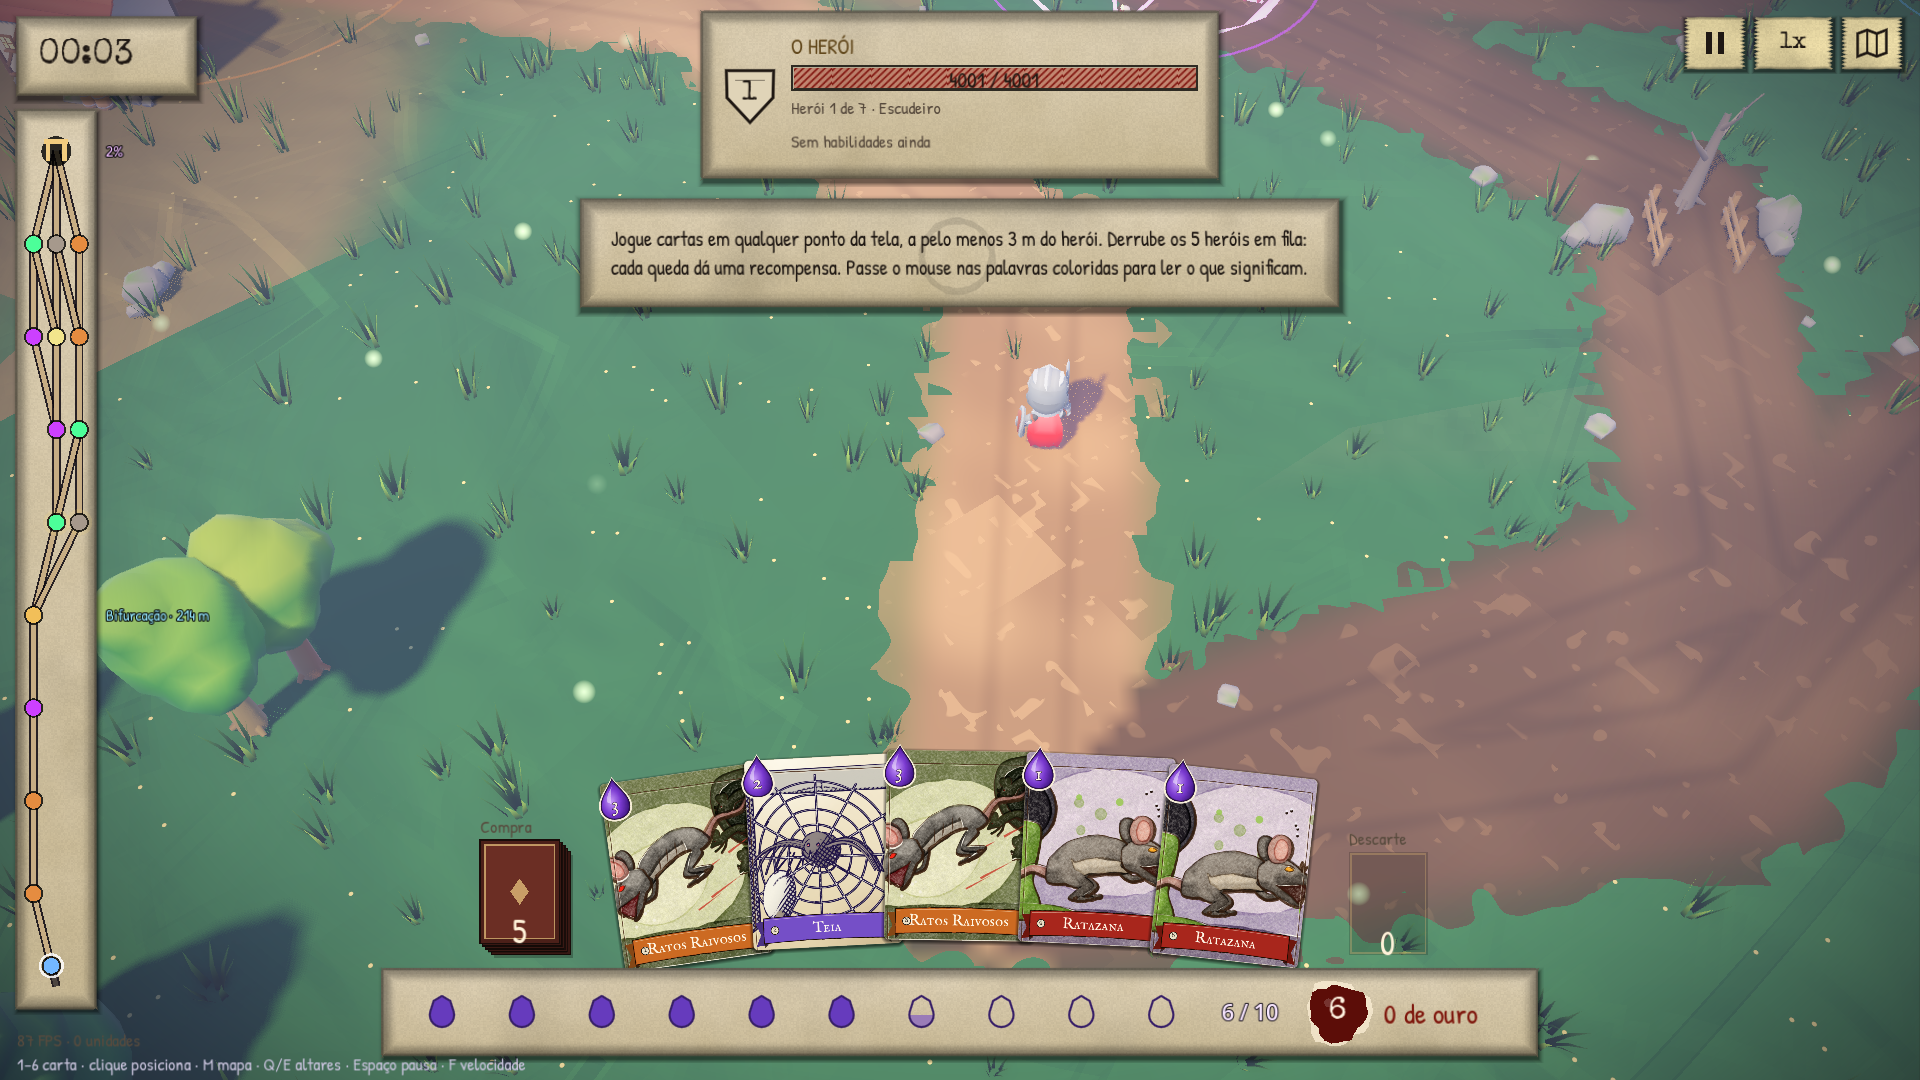 00:03
O HERÓI
1
4001 / 4001
Herói 1 de 7 · Escudeiro
Sem habilidades ainda
1x
2%
Jogue cartas em qualquer ponto da tela, a pelo menos 3 m do herói. Derrube os 5 heróis em fila:
cada queda dá uma recompensa. Passe o mouse nas palavras coloridas para ler o que significam.
Bifurcação · 214 m
Compra
5
3
Ratos Raivosos
2
Teia
3
Ratos Raivosos
1
Ratazana
1
Ratazana
Descarte
0
6 / 10
6
0 de ouro
87 FPS · 0 unidades
1-6 carta · clique posiciona · M mapa · Q/E altares · Espaço pausa · F velocidade